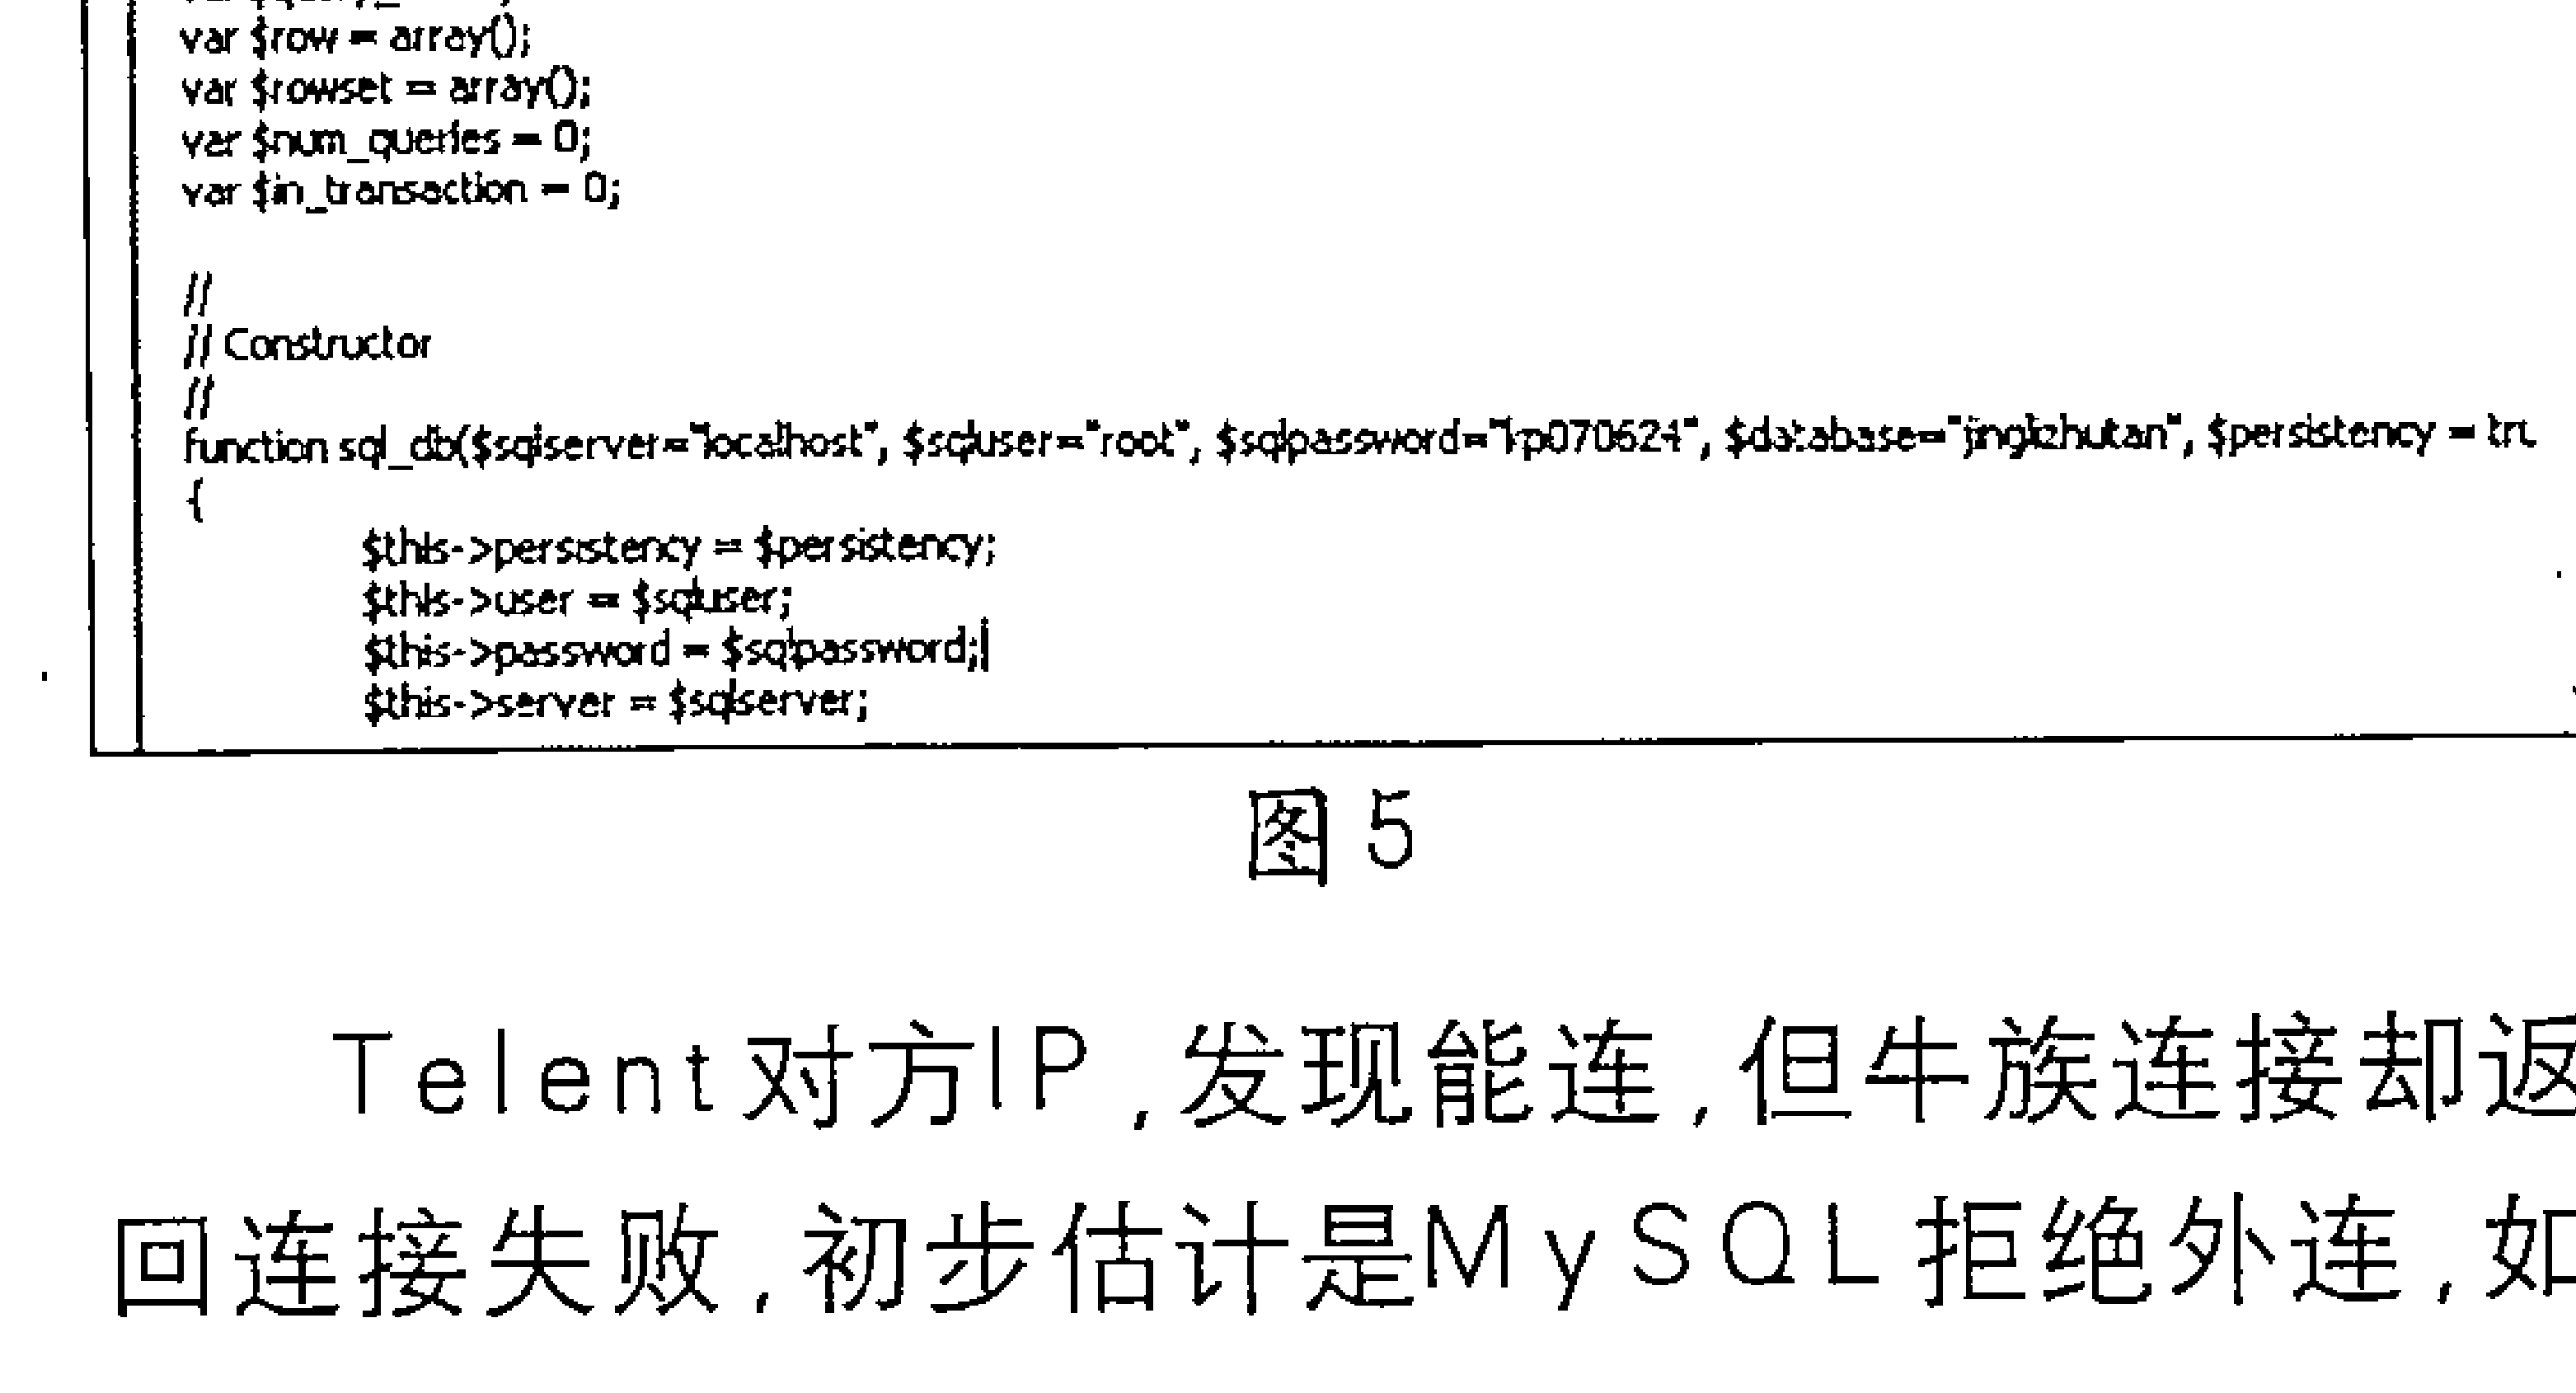 var $row = array();
var $rowset = array();
var $num_queries = 0;
var $in_transaction = 0;
//
// Constructor
//
function sql_db($sqlserver="localhost", $sqluser="root", $database= $persistency =
{
$this->persistency = $persistency;
$this->user = $sqluser;
$this->password = $sqlpassword;
$this->server = $sqlserver;
图 5
Telent对方IP,发现能连,但牛族连接却返
回连接失败,初步估计是MySQL拒绝外连,如